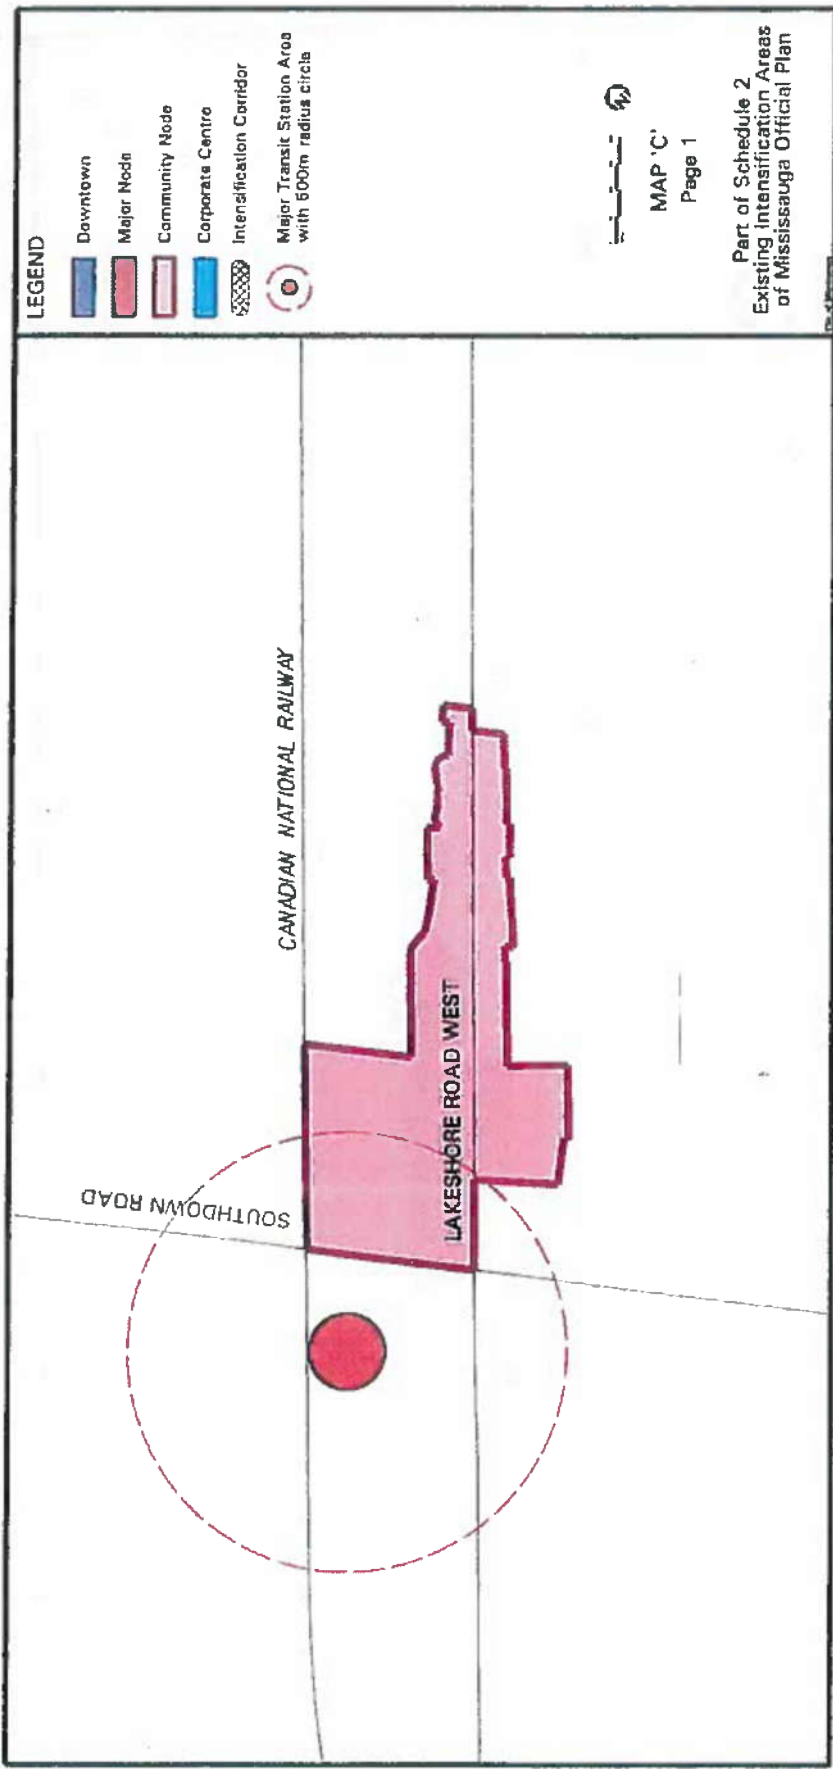 LEGEND
Downtown
Major Node
Community Node
Corporate Centre
Intensification Corridor
Major Transit Station Area
with 500m radius circle
MAP 'C'
Page 1
Part of Schedule 2
Existing Intensification Areas
of Mississauga Official Plan
CANADIAN NATIONAL RAILWAY
SOUTHDOWN ROAD
LAKESHORE ROAD WEST